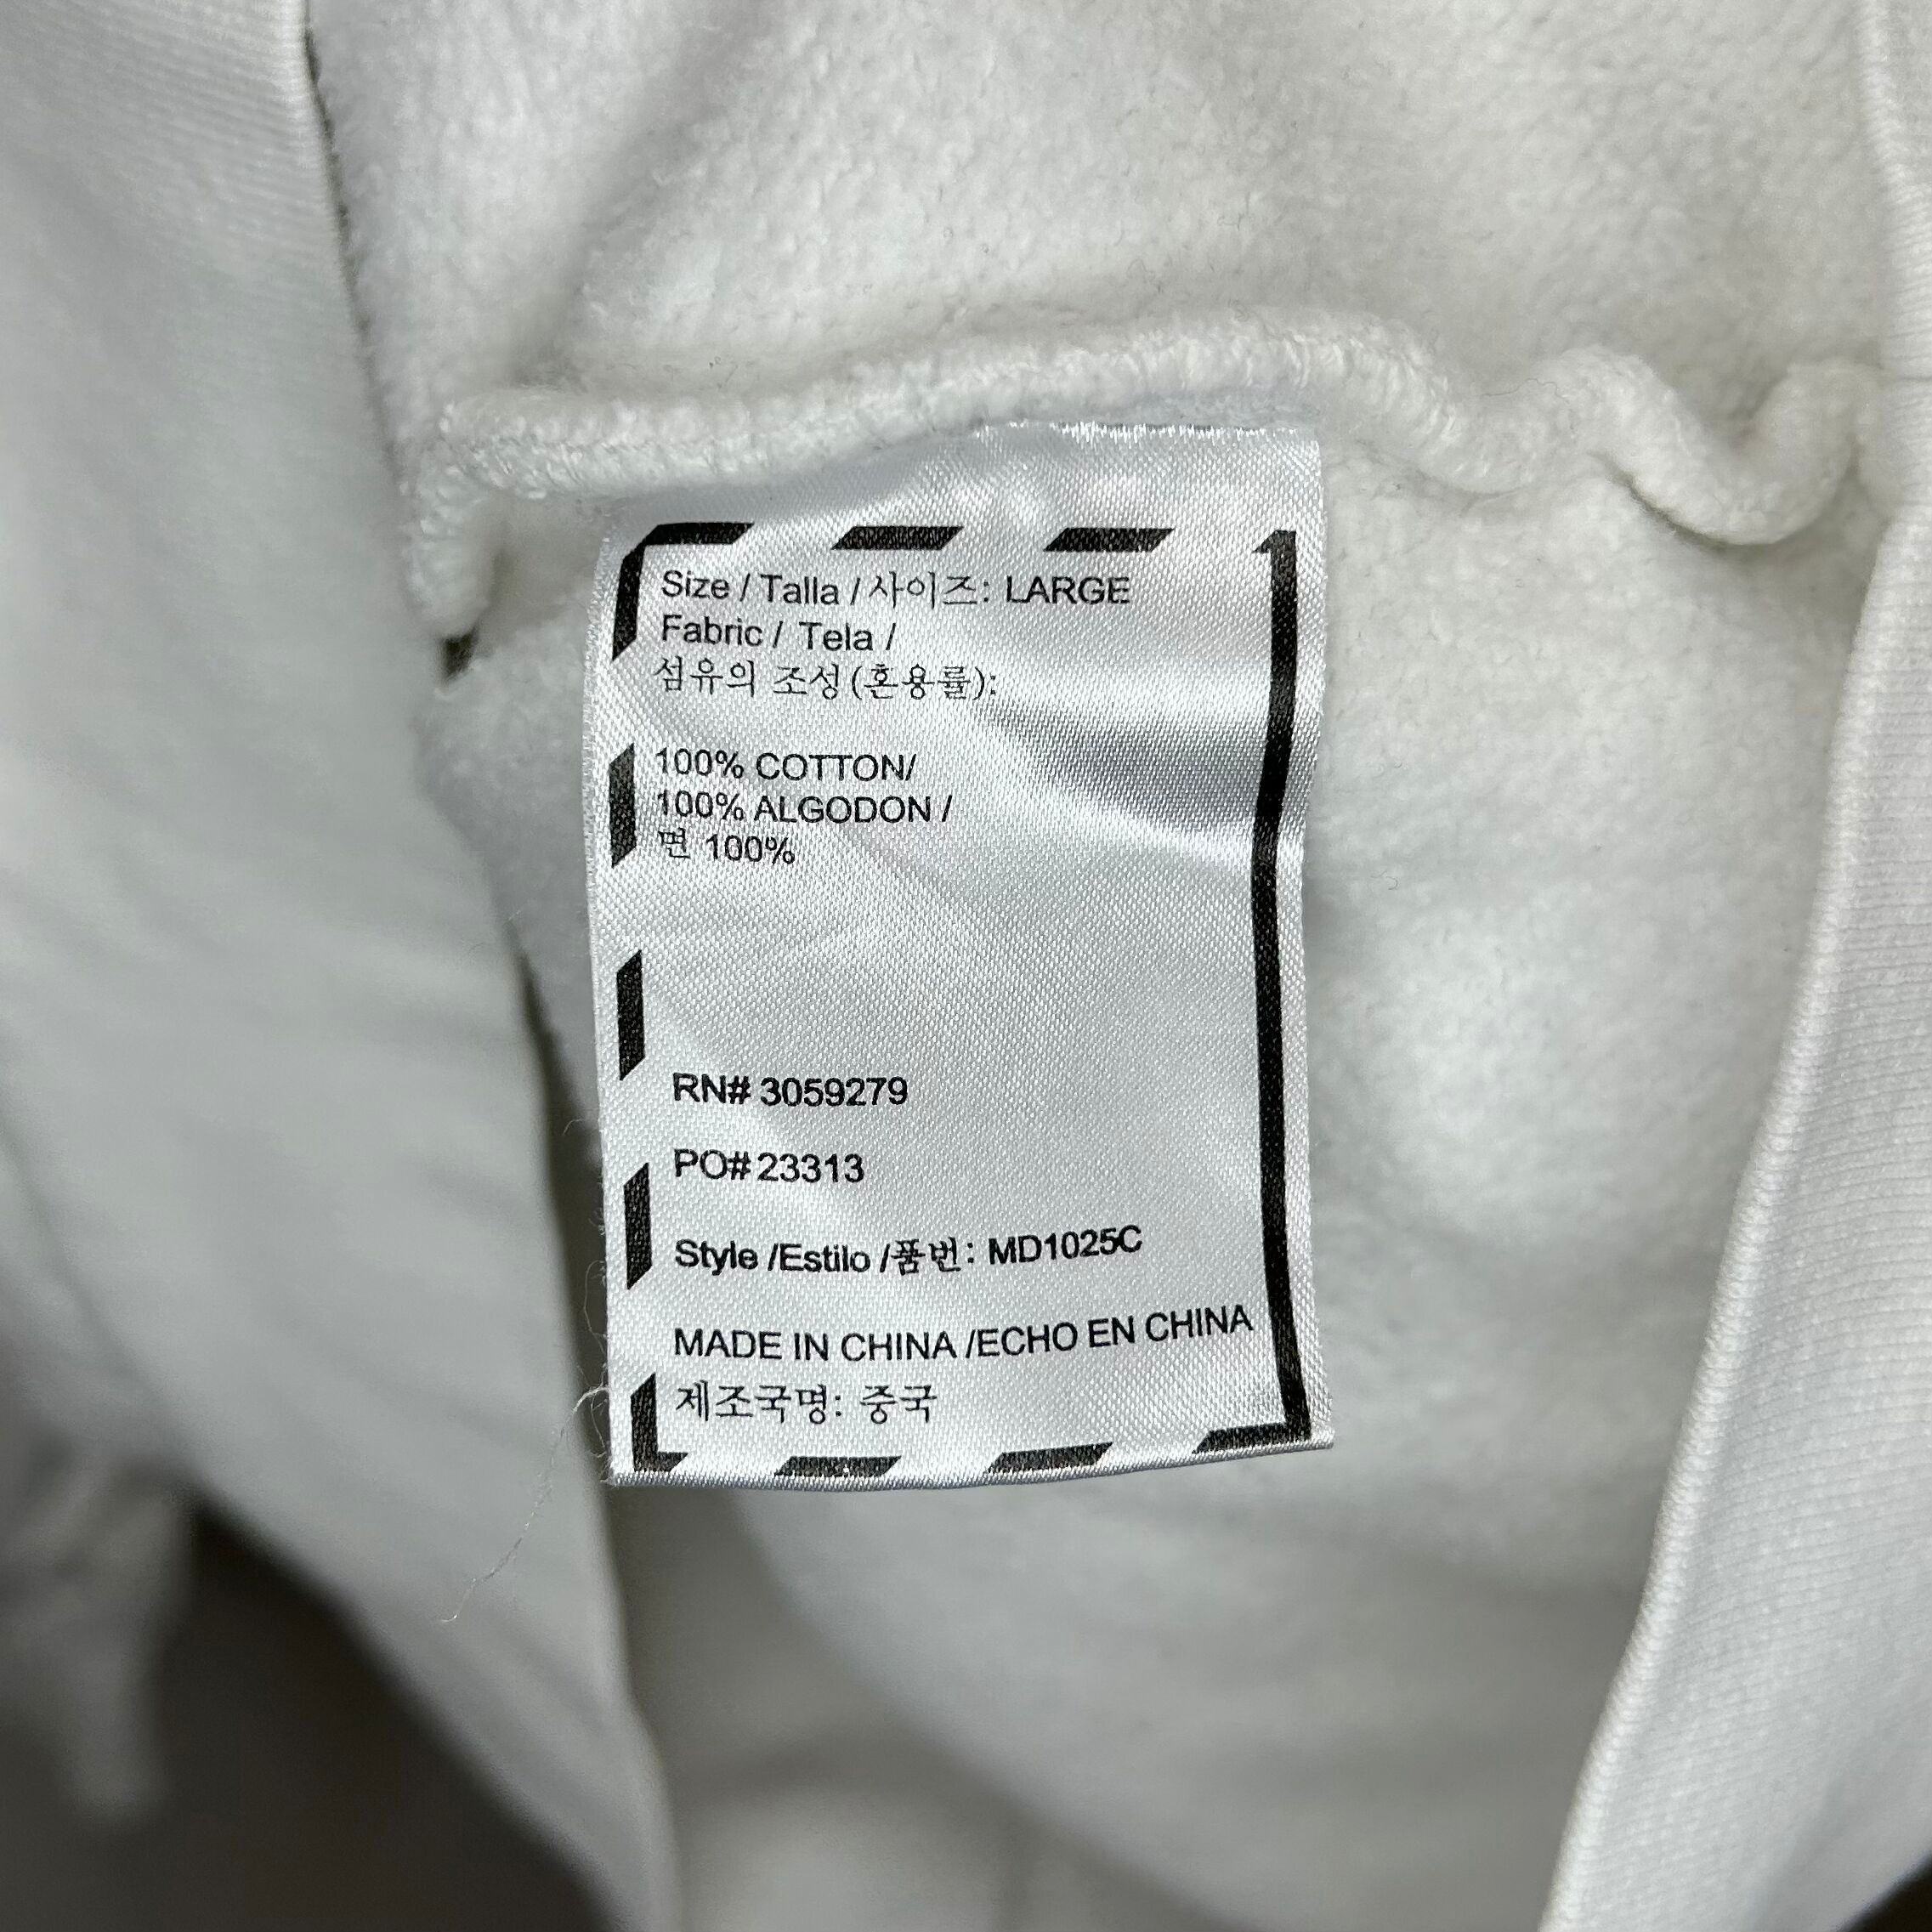 Size / Talla / 사이즈: LARGE
Fabric / Tela /
섬유의 조성(혼용률):
100% COTTON/
100% ALGODON /
면 100%
RN# 3059279
PO# 23313
Style /Estilo /품번: MD1025C
MADE IN CHINA /ECHO EN CHINA
제조국명: 중국